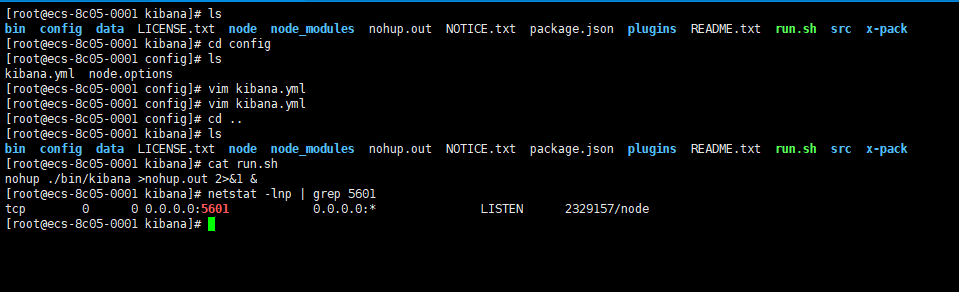 [root@ecs-8c05-0001 kibana]# ls
bin config data LICENSE.txt node node_modules nohup.out NOTICE.txt package.json plugins README.txt run.sh src x-pack
[root@ecs-8c05-0001 kibana]# cd config
[root@ecs-8c05-0001 config]# ls
kibana.yml node.options
[root@ecs-8c05-0001 config]# vim kibana.yml
[root@ecs-8c05-0001 config]# vim kibana.yml
[root@ecs-8c05-0001 config]# cd ..
[root@ecs-8c05-0001 kibana]# ls
bin config data LICENSE.txt node node_modules nohup.out NOTICE.txt package.json plugins README.txt run.sh src x-pack
[root@ecs-8c05-0001 kibana]# cat run.sh
nohup ./bin/kibana >nohup.out 2>&1 &
[root@ecs-8c05-0001 kibana]# netstat -lnp | grep 5601
tcp 0 0 0.0.0.0:5601 0.0.0.0:* LISTEN 2329157/node
[root@ecs-8c05-0001 kibana]#